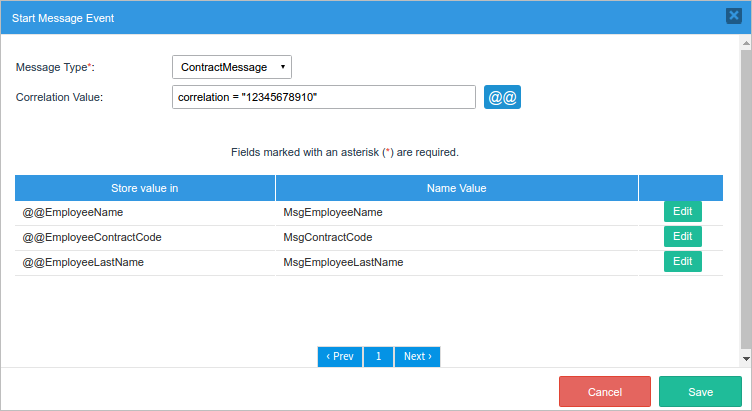 Start Message Event
Message Type*: ContractMessage
Correlation Value: correlation = "12345678910" @@
Fields marked with an asterisk (*) are required.
Store value in Name Value
@@EmployeeName MsgEmployeeName Edit
@@EmployeeContractCode MsgContractCode Edit
@@EmployeeLastName MsgEmployeeLastName Edit
‹ Prev 1 Next ›
Cancel Save